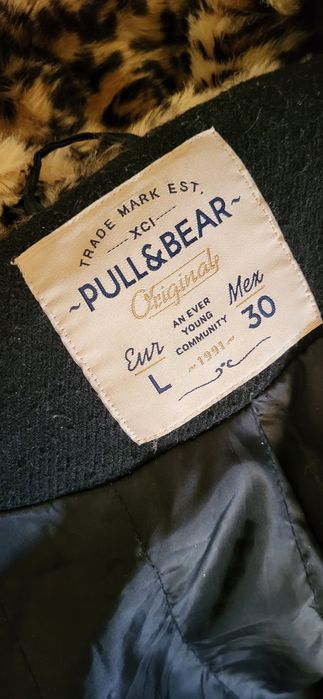 TRADE MARK EST.
XCI
~PULL&BEAR~
Original
Eur
L
AN EVER
YOUNG
COMMUNITY
~1991~
Mex
30